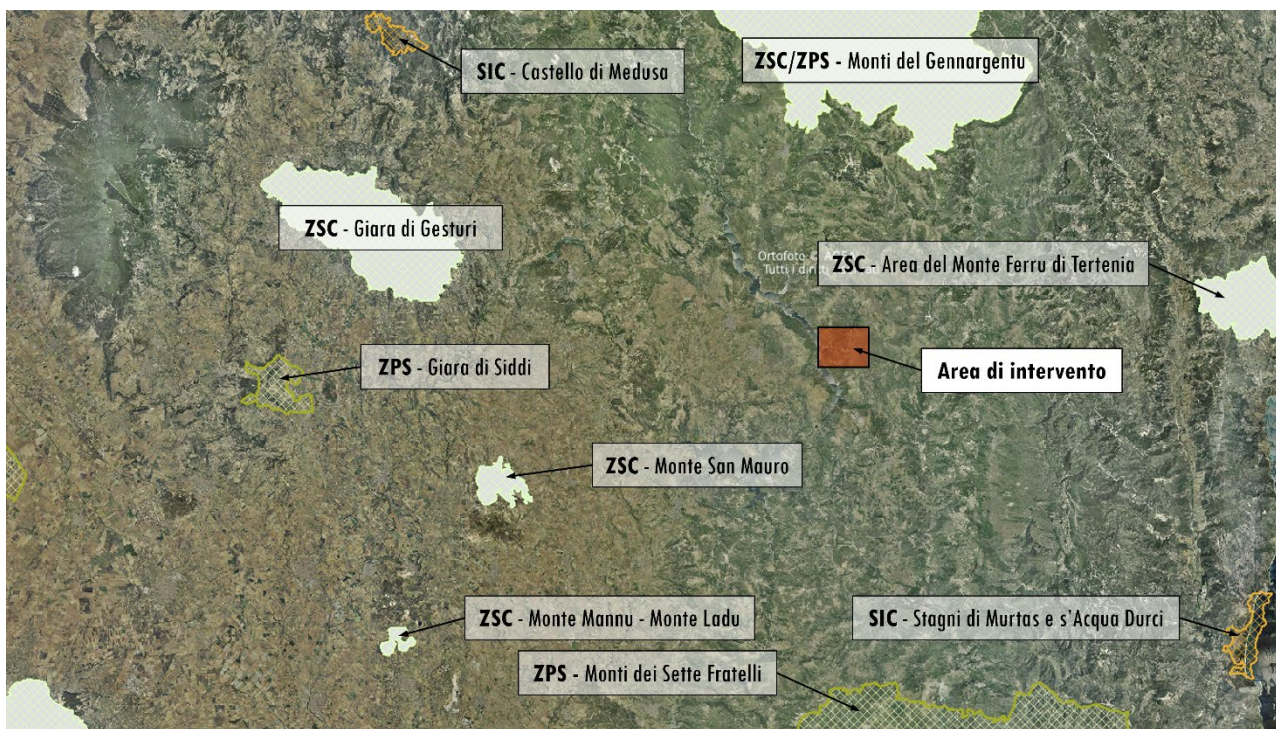 SIC - Castello di Medusa
ZSC/ZPS - Monti del Gennargentu
ZSC - Giara di Gesturi
Ortofoto ©
Tutti i
ZSC - Area del Monte Ferru di Tertenia
ZPS - Giara di Siddi
Area di intervento
ZSC - Monte San Mauro
ZSC - Monte Mannu - Monte Ladu
SIC - Stagni di Murtas e s'Acqua Durci
ZPS - Monti dei Sette Fratelli